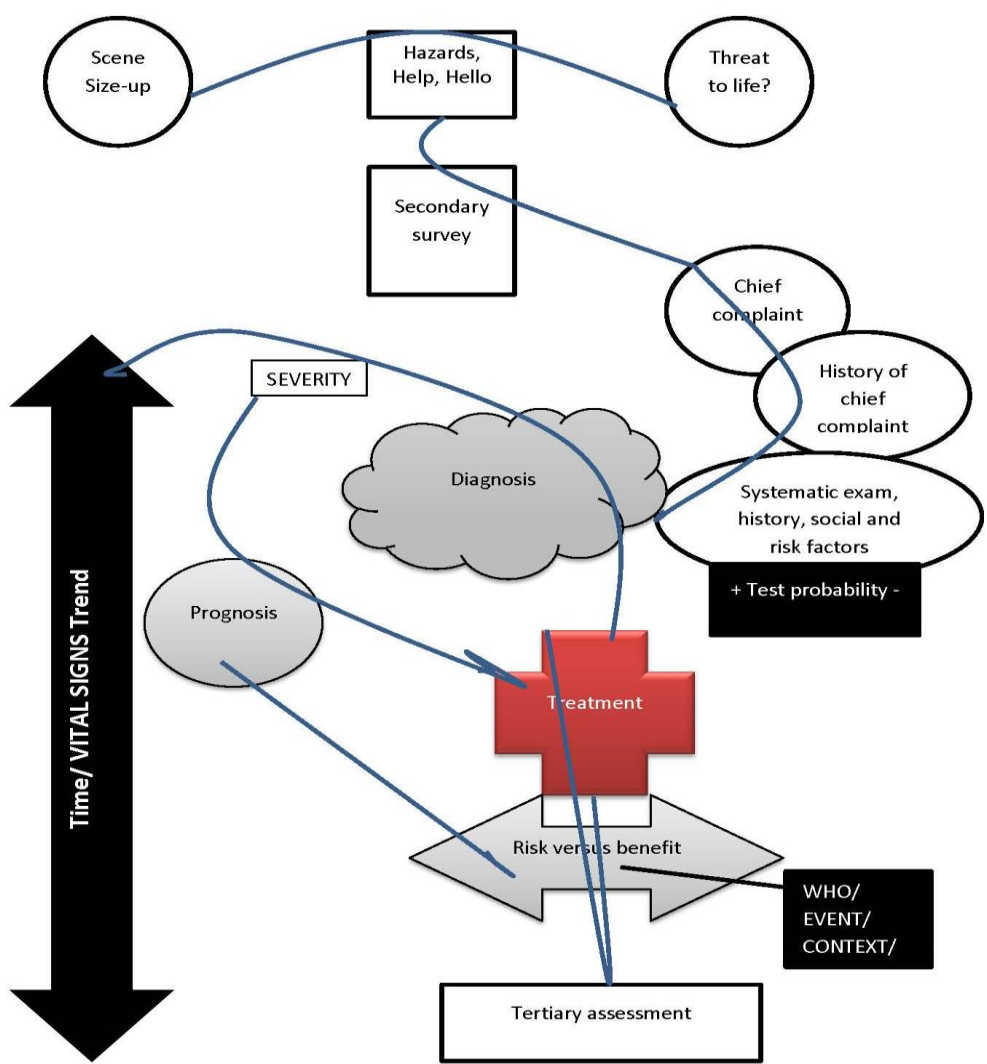 Scene
Size-up
Hazards,
Help, Hello
Threat
to life?
Secondary
survey
Chief
complaint
History of
chief
complaint
SEVERITY
Diagnosis
Systematic exam,
history, social and
risk factors
+ Test probability -
Prognosis
Treatment
Time/ VITAL SIGNS Trend
Risk versus benefit
WHO/
EVENT/
CONTEXT/
Tertiary assessment